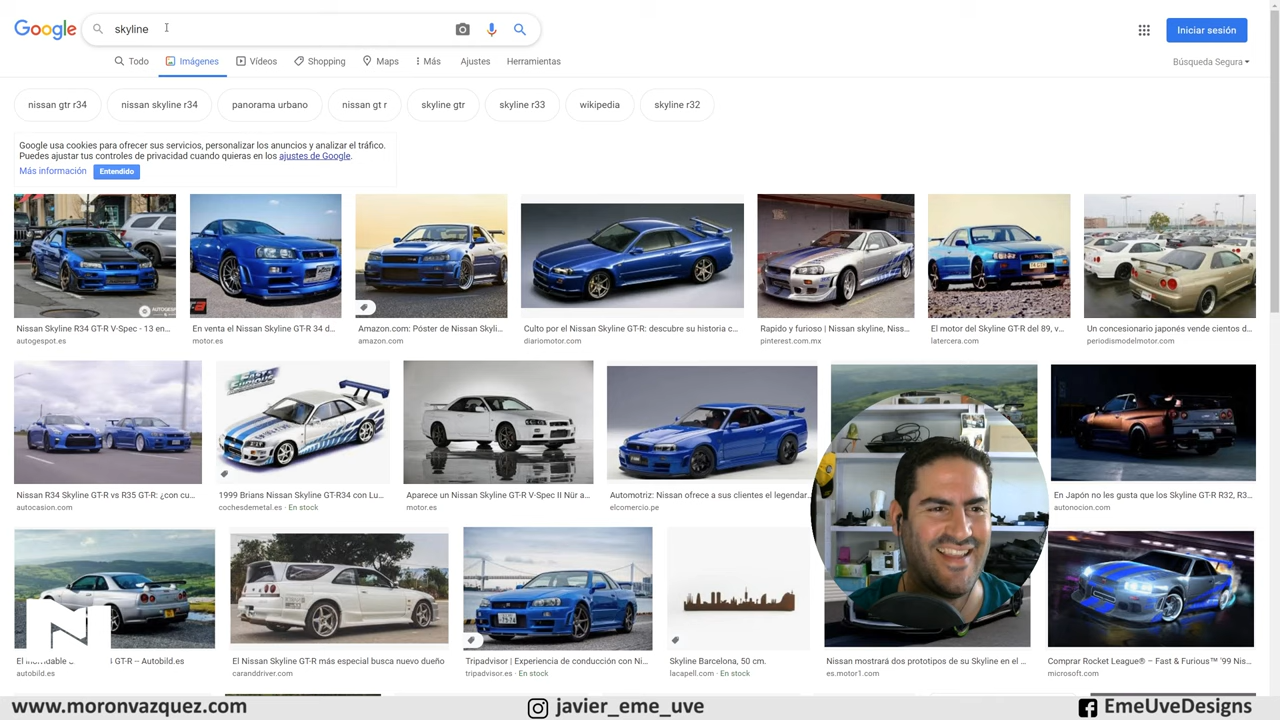 Google
skyline
Iniciar sesión
Todo Imágenes Vídeos Shopping Maps Más Ajustes Herramientas
Búsqueda Segura
nissan gtr r34 nissan skyline r34 panorama urbano nissan gt r skyline gtr skyline r33 wikipedia skyline r32
Google usa cookies para ofrecer sus servicios, personalizar los anuncios y analizar el tráfico.
Puedes ajustar tus controles de privacidad cuando quieras en los ajustes de Google.
Más información Entendido
Nissan Skyline R34 GT-R V-Spec - 13 en...
autogespot.es
En venta el Nissan Skyline GT-R 34 d...
motor.es
Amazon.com: Póster de Nissan Skyli...
amazon.com
Culto por el Nissan Skyline GT-R: descubre su historia c...
diariomotor.com
Rapido y furioso | Nissan skyline, Niss...
pinterest.com.mx
El motor del Skyline GT-R del 89, v...
latercera.com
Un concesionario japonés vende cientos d...
periodismodelmotor.com
Nissan R34 Skyline GT-R vs R35 GT-R: ¿con cu...
autocasion.com
1999 Brians Nissan Skyline GT-R34 con Lu...
cochesdemetal.es · En stock
Aparece un Nissan Skyline GT-R V-Spec II Nür a...
motor.es
Automotriz: Nissan ofrece a sus clientes el legendar...
elcomercio.pe
En Japón no les gusta que los Skyline GT-R R32, R3...
autonocion.com
GT-R – Autobild.es
autobild.es
El Nissan Skyline GT-R más especial busca nuevo dueño
caranddriver.com
Tripadvisor | Experiencia de conducción con Ni...
tripadvisor.es · En stock
Skyline Barcelona, 50 cm.
lacapell.com · En stock
Nissan mostrará dos prototipos de su Skyline en el ...
es.motor1.com
Comprar Rocket League® – Fast & Furious™ '99 Nis...
microsoft.com
www.moronvazquez.com javier_eme_uve EmeUveDesigns